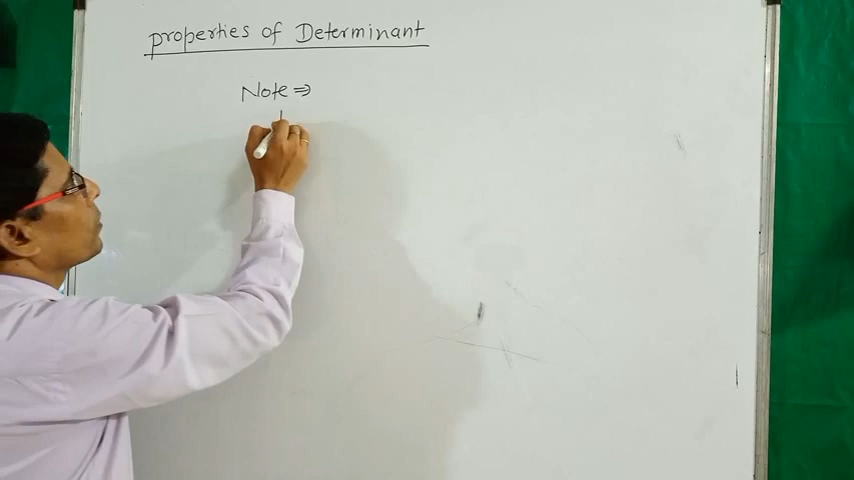 properties of Determinant
Note ⇒